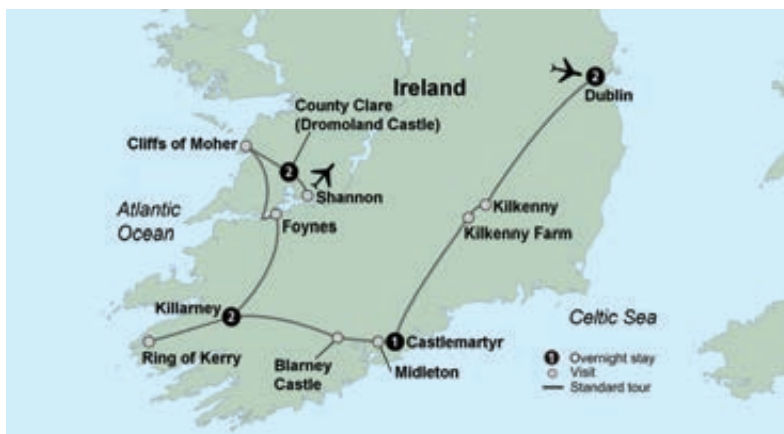 Ireland
2
Dublin
County Clare
(Dromoland Castle)
Cliffs of Moher
2
Shannon
Atlantic
Ocean
Foynes
Kilkenny
Kilkenny Farm
Killarney
2
Ring of Kerry
Blarney
Castle
1
Castlemartyr
Midleton
Celtic Sea
1 Overnight stay
Visit
Standard tour